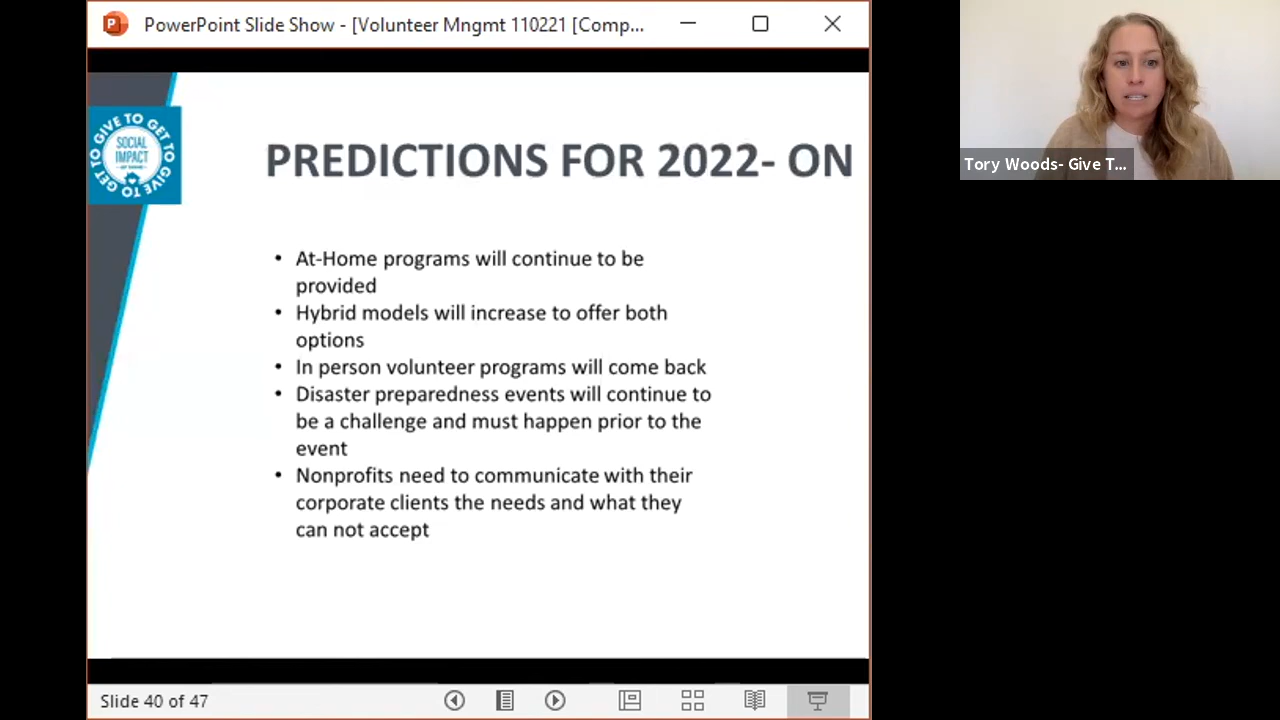 PowerPoint Slide Show - [Volunteer Mngmt 110221 [Comp...
GIVE TO GET TO GIVE TO GET TO
SOCIAL
IMPACT
PREDICTIONS FOR 2022- ON
• At-Home programs will continue to be
provided
• Hybrid models will increase to offer both
options
• In person volunteer programs will come back
• Disaster preparedness events will continue to
be a challenge and must happen prior to the
event
• Nonprofits need to communicate with their
corporate clients the needs and what they
can not accept
Slide 40 of 47
Tory Woods- Give T...